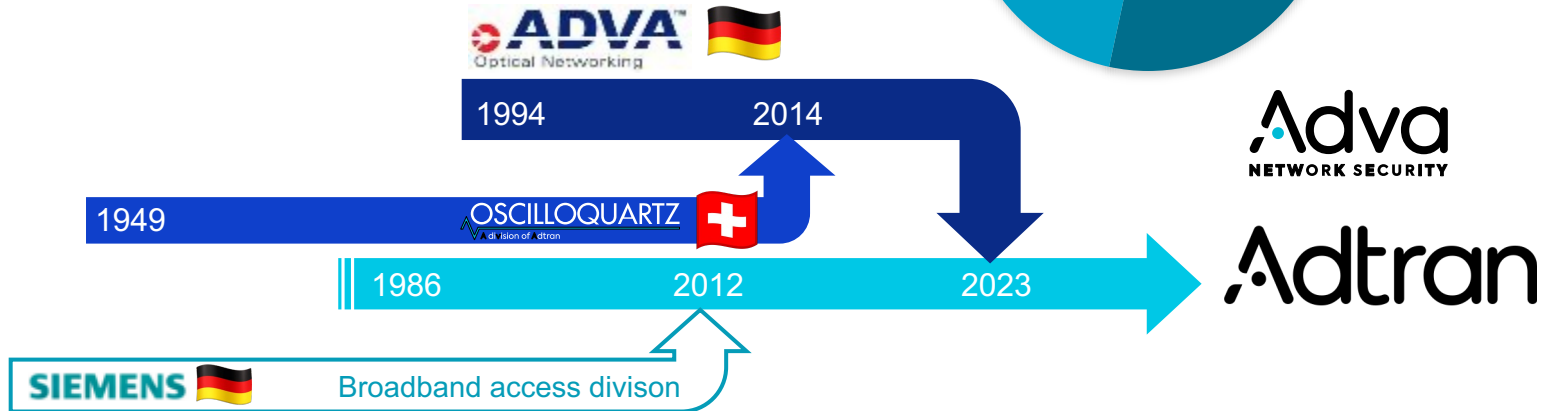 ADVA™
Optical Networking
1994 2014
Adva
NETWORK SECURITY
1949 OSCILLOQUARTZ
A division of Adtran
1986 2012 2023
Adtran
SIEMENS Broadband access divison